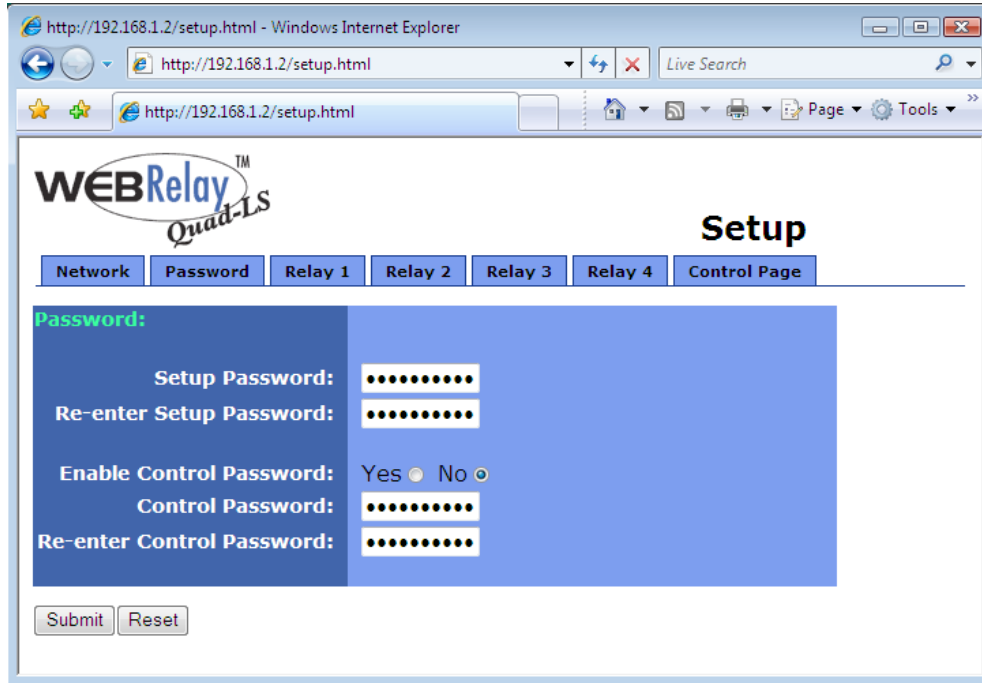 http://192.168.1.2/setup.html - Windows Internet Explorer
http://192.168.1.2/setup.html
Live Search
http://192.168.1.2/setup.html
Page
Tools
WEBRelay™
Quad-LS
Setup
Network Password Relay 1 Relay 2 Relay 3 Relay 4 Control Page
Password:
Setup Password: ••••••••••
Re-enter Setup Password: ••••••••••
Enable Control Password: Yes No
Control Password: ••••••••••
Re-enter Control Password: ••••••••••
Submit Reset